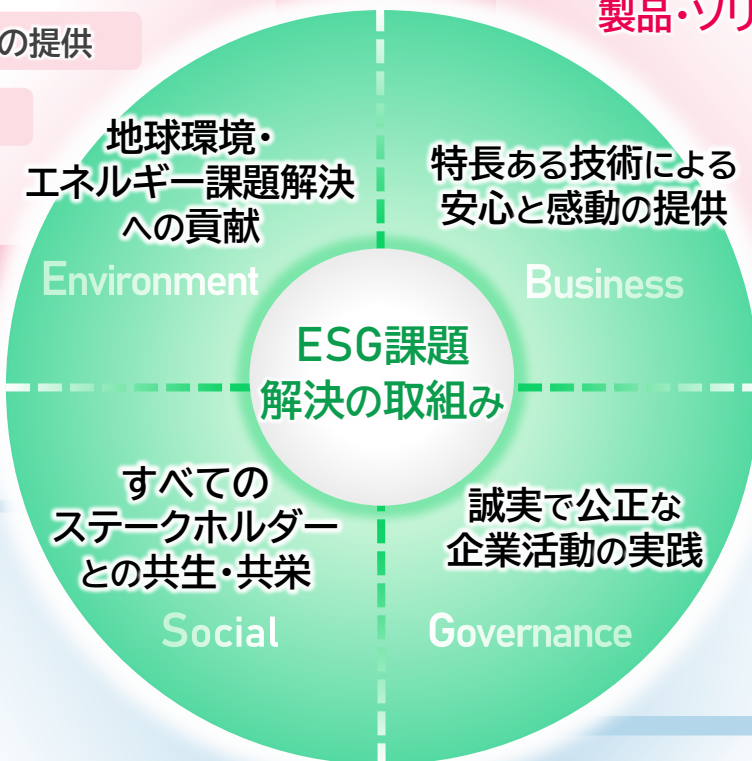 の提供
製品・ソリ
地球環境・
エネルギー課題解決
への貢献
Environment
特長ある技術による
安心と感動の提供
Business
ESG課題
解決の取組み
すべての
ステークホルダー
との共生・共栄
Social
誠実で公正な
企業活動の実践
Governance